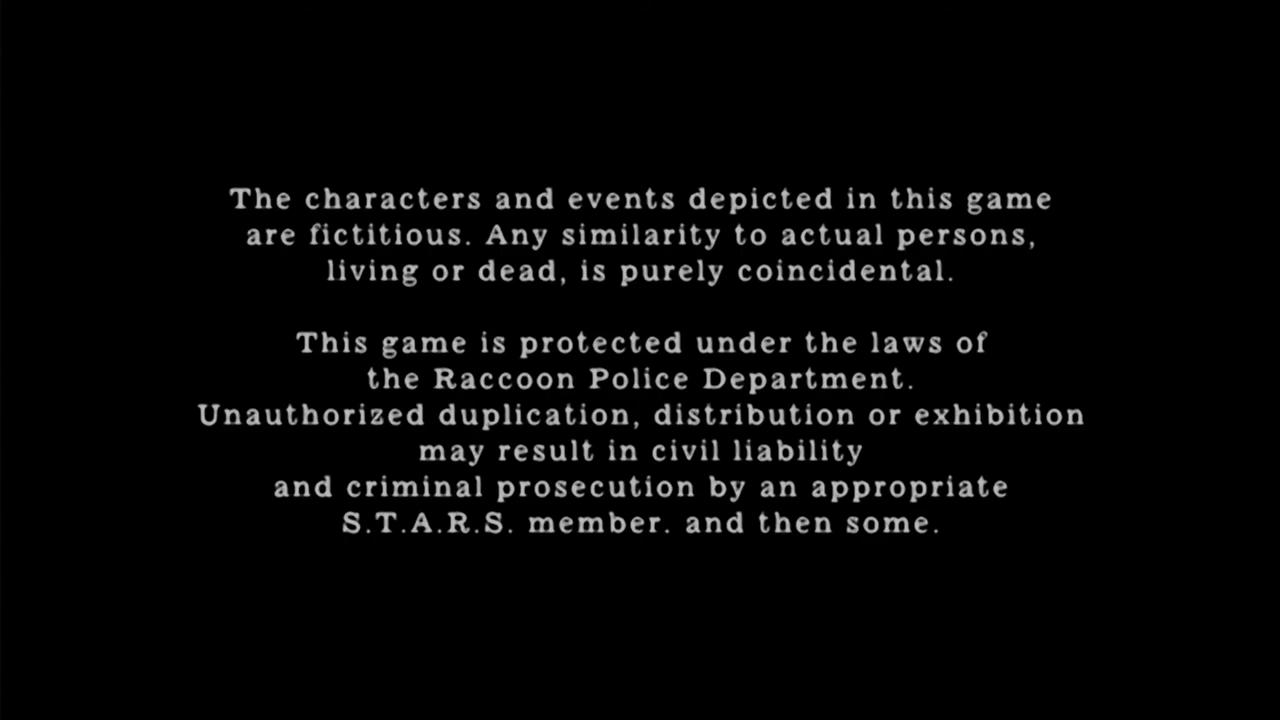 The characters and events depicted in this game
are fictitious. Any similarity to actual persons,
living or dead, is purely coincidental.
This game is protected under the laws of
the Raccoon Police Department.
Unauthorized duplication, distribution or exhibition
may result in civil liability
and criminal prosecution by an appropriate
S.T.A.R.S. member. and then some.